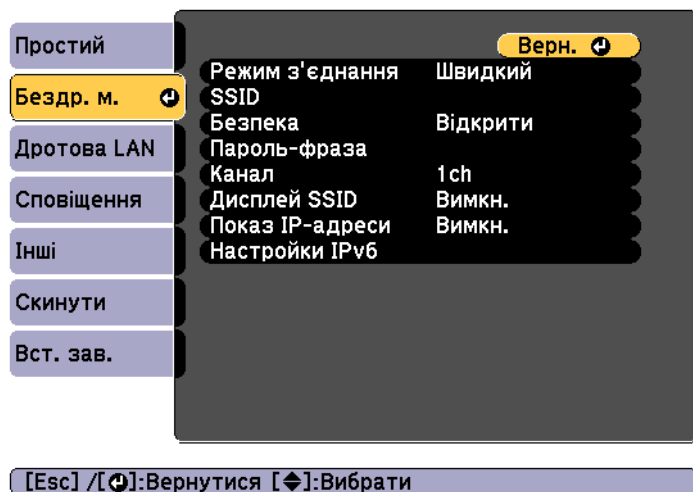 Простий
Бездр. м.
Дротова LAN
Сповіщення
Інші
Скинути
Вст. зав.
Верн.
Режим з'єднання Швидкий
SSID
Безпека Відкрити
Пароль-фраза
Канал 1ch
Дисплей SSID Вимкн.
Показ IP-адреси Вимкн.
Настройки IPv6
[Esc] /[⏎]:Вернутися [◆]:Вибрати